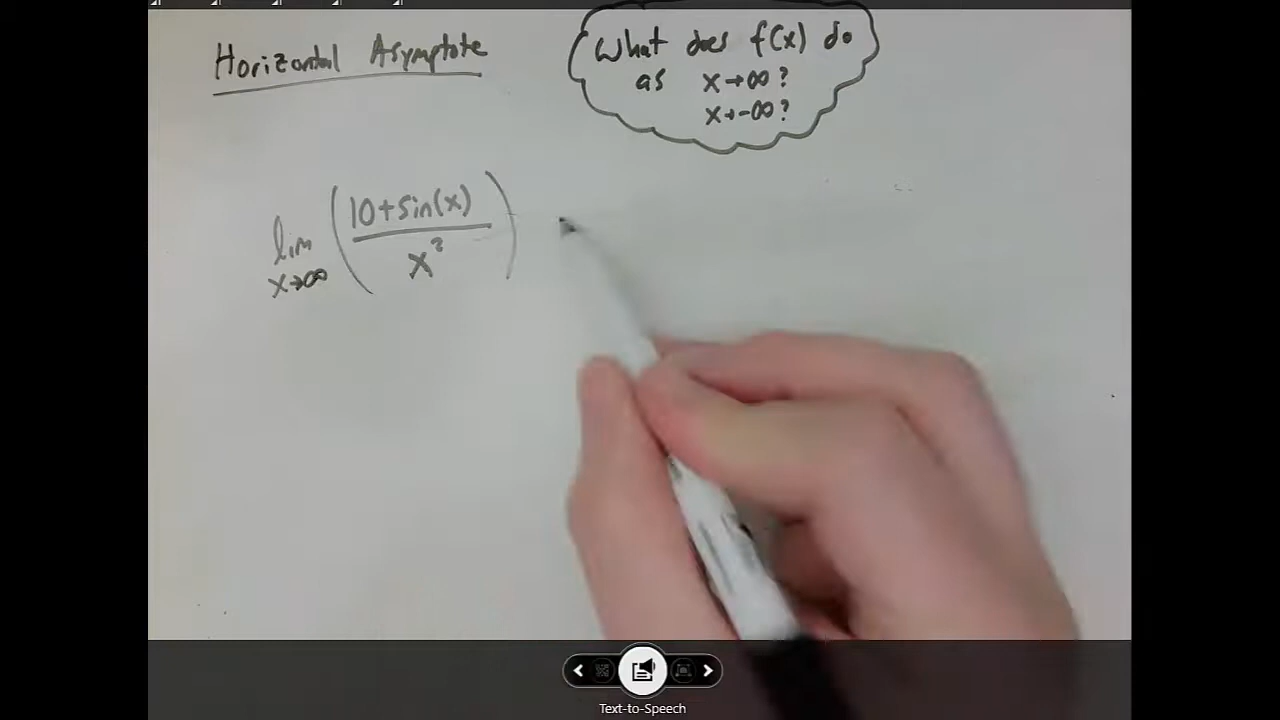 Horizontal Asymptote
What does f(x) do
as x→∞?
x→-∞?
lim x→∞ ( (10+sin(x)) / x² )
Text-to-Speech